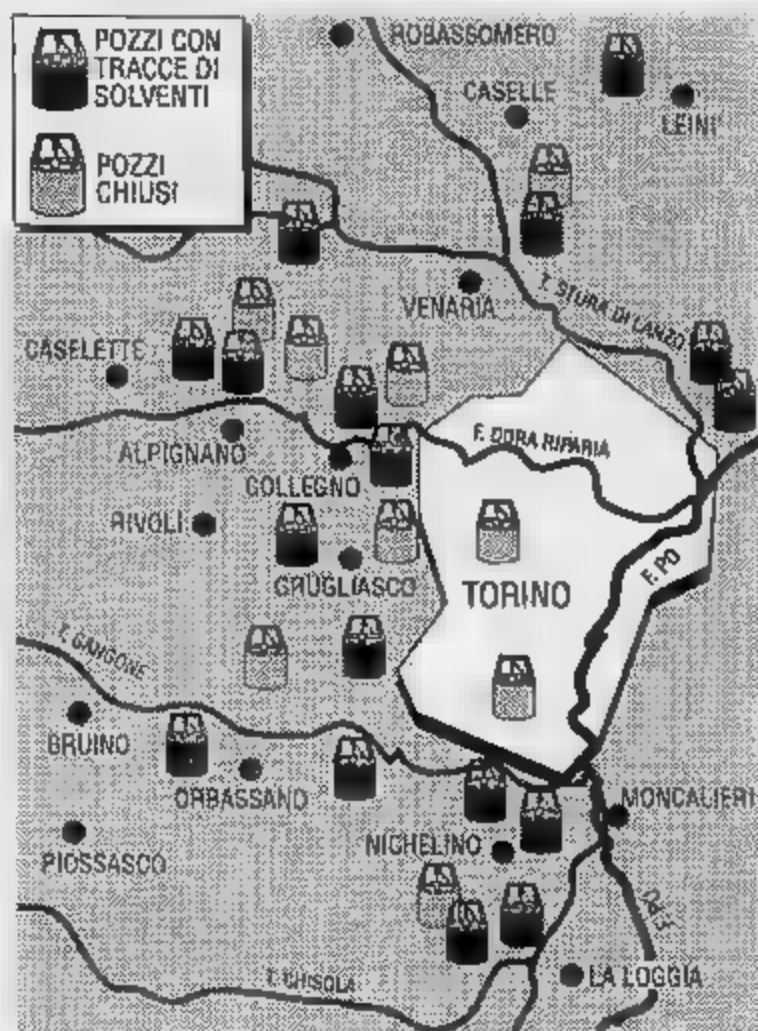 POZZI CON
TRACCE DI
SOLVENTI
POZZI
CHIUSI
ROBASSOMERO
CASELLE
LEINI'
VENARIA
T. STURA DI LANZO
CASELETTE
ALPIGNANO
F. DORA RIPARIA
COLLEGNO
RIVOLI
GRUGLIASCO
TORINO
F. PO
T. SANGONE
BRUINO
ORBASSANO
MONCALIERI
NICHELINO
PIOSSASCO
F. PO
T. CHISOLA
LA LOGGIA